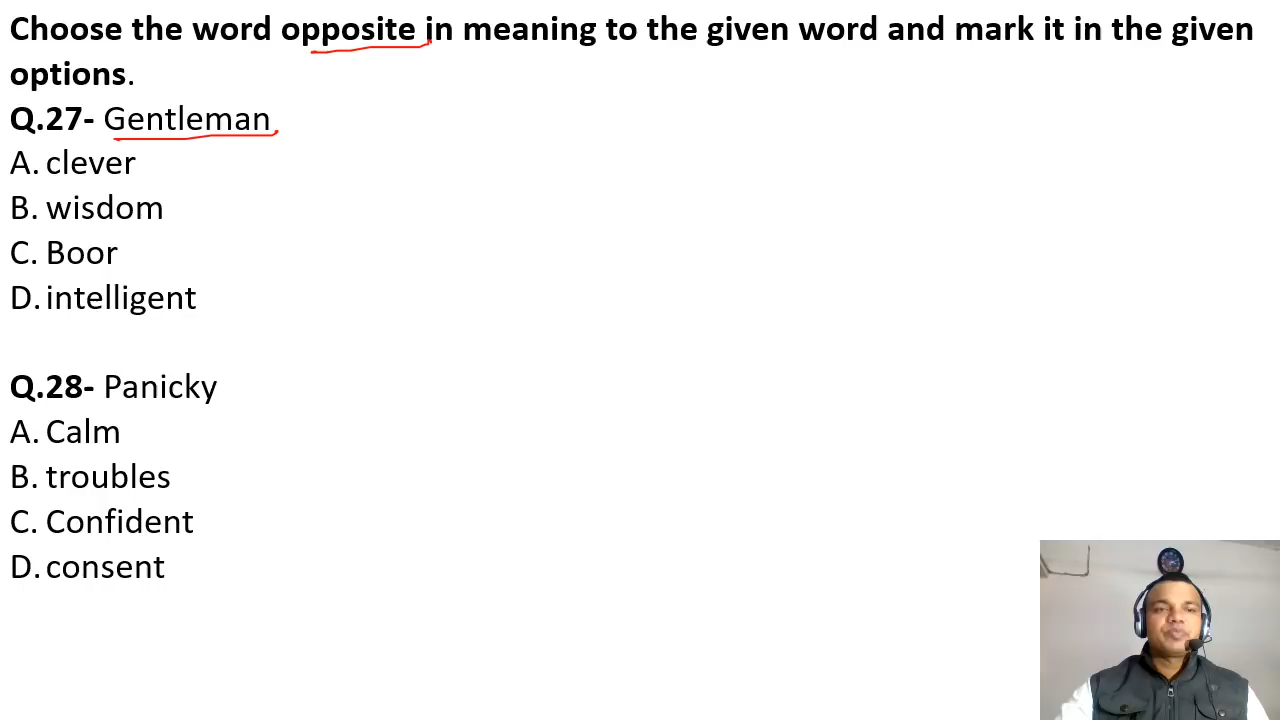 Choose the word opposite in meaning to the given word and mark it in the given
options.
Q.27- Gentleman
A. clever
B. wisdom
C. Boor
D. intelligent
Q.28- Panicky
A. Calm
B. troubles
C. Confident
D. consent